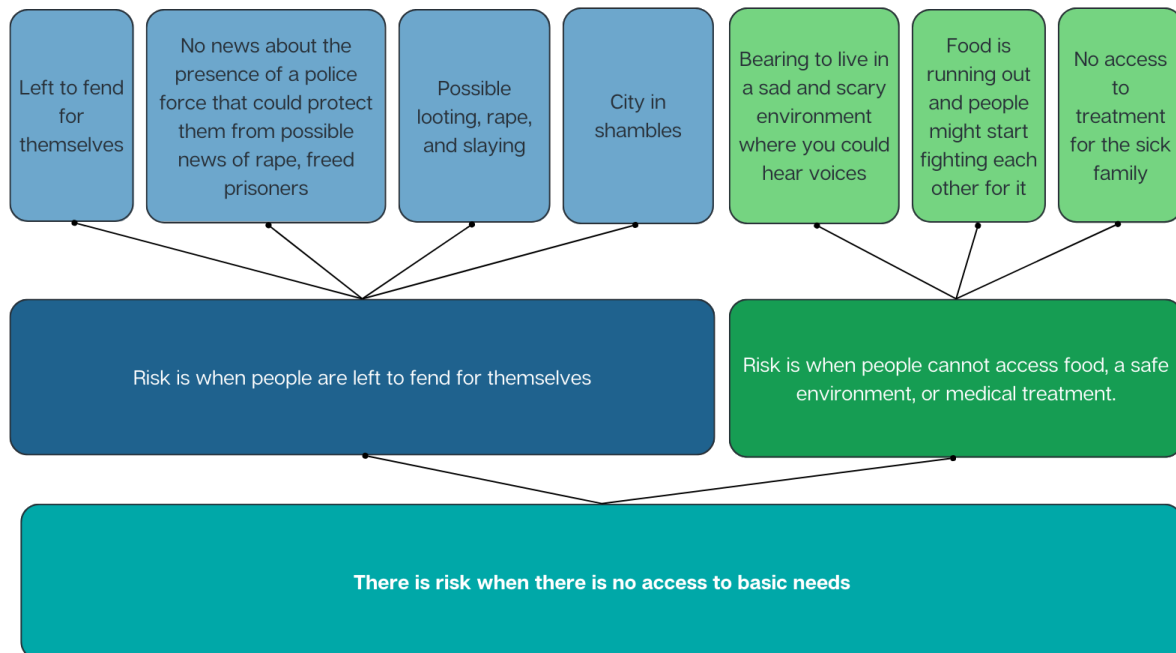 Left to fend
for
themselves
No news about the
presence of a police
force that could protect
them from possible
news of rape, freed
prisoners
Possible
looting, rape,
and slaying
City in
shambles
Bearing to live in
a sad and scary
environment
where you could
hear voices
Food is
running out
and people
might start
fighting each
other for it
No access
to
treatment
for the sick
family
Risk is when people are left to fend for themselves
Risk is when people cannot access food, a safe
environment, or medical treatment.
There is risk when there is no access to basic needs